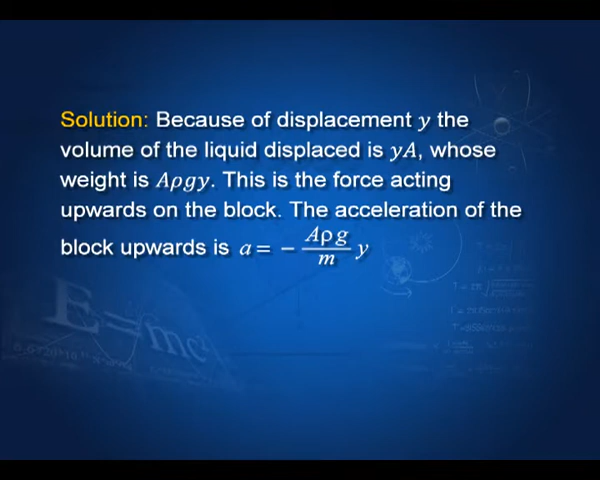 Solution: Because of displacement y the
volume of the liquid displaced is yA, whose
weight is Aρgy. This is the force acting
upwards on the block. The acceleration of the
block upwards is a = − Aρg/m y
E=mc²